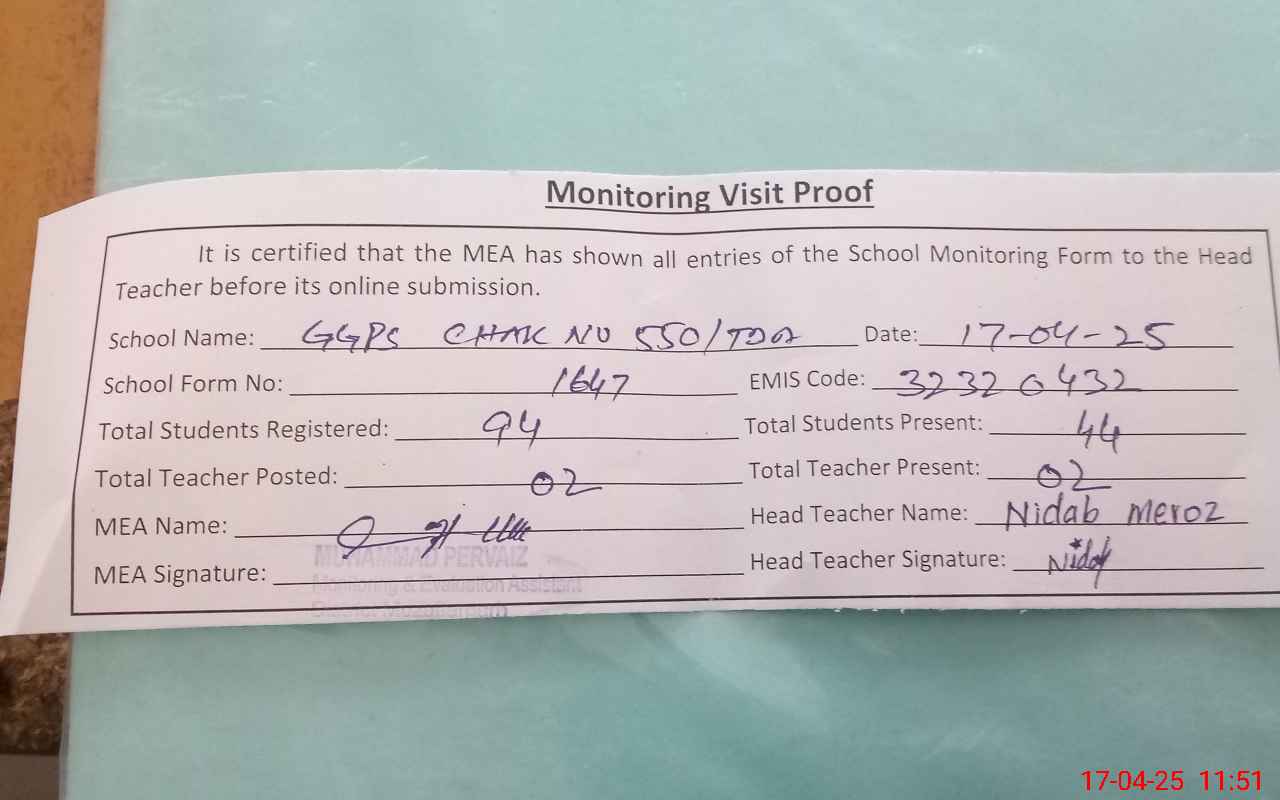 Monitoring Visit Proof
It is certified that the MEA has shown all entries of the School Monitoring Form to the Head
Teacher before its online submission.
School Name: GGPS CHAK NO 550/TDA Date: 17-04-25
School Form No: 1647 EMIS Code: 32320432
Total Students Registered: 94 Total Students Present: 44
Total Teacher Posted: 02 Total Teacher Present: 02
MEA Name: Head Teacher Name: Nidab Meroz
MUHAMMAD PERVAIZ
MEA Signature: Head Teacher Signature: Nidab
Monitoring & Evaluation Assistant
District Muzaffargarh
17-04-25 11:51